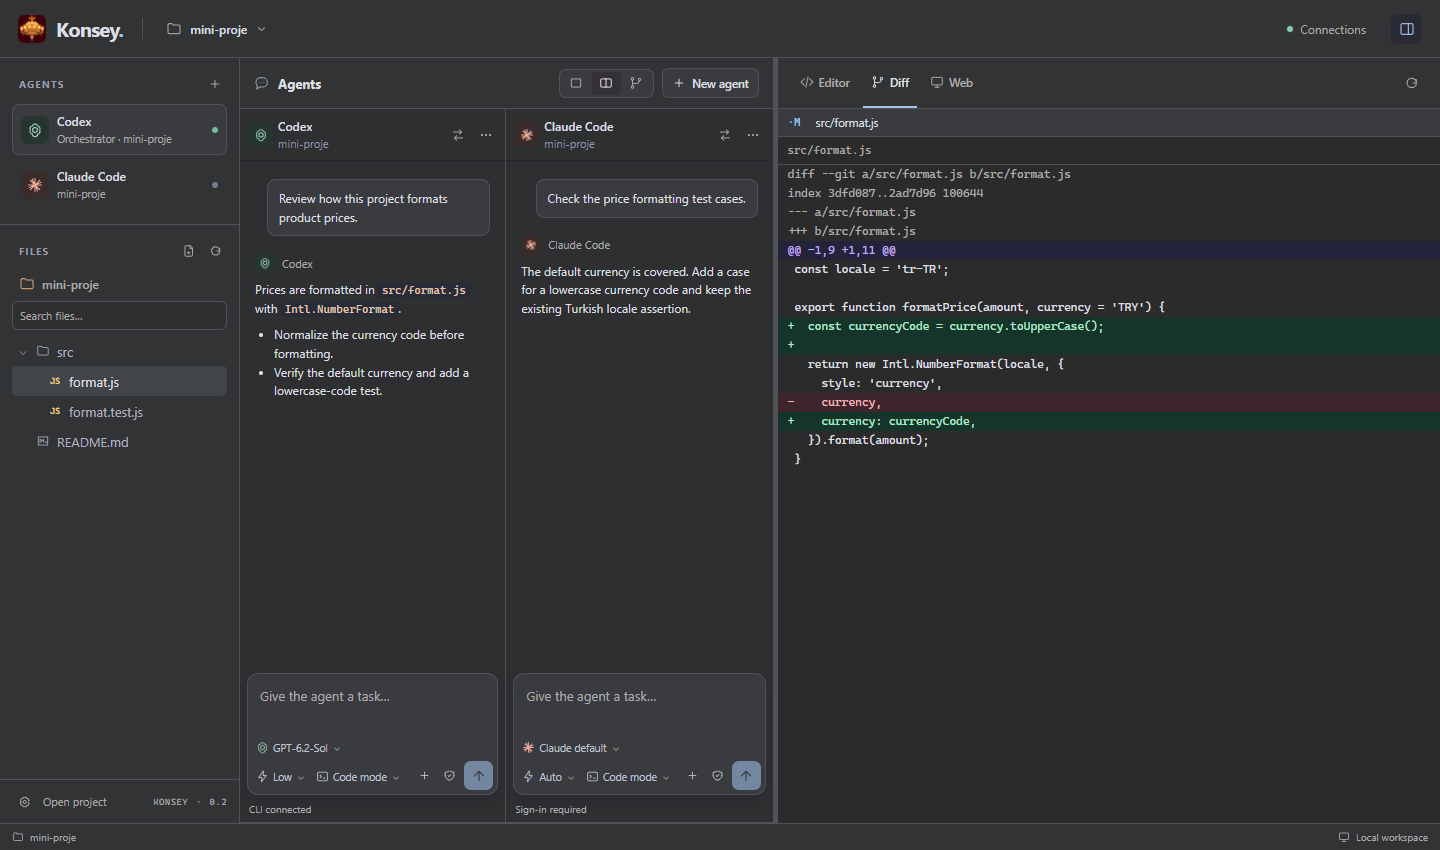 Konsey.
mini-proje
Connections
AGENTS
Codex
Orchestrator · mini-proje
Claude Code
mini-proje
FILES
mini-proje
Search files...
src
JS format.js
JS format.test.js
README.md
Open project
KONSEY · 0.2
Agents
New agent
Codex
mini-proje
Review how this project formats
product prices.
Codex
Prices are formatted in src/format.js
with Intl.NumberFormat.
• Normalize the currency code before
formatting.
• Verify the default currency and add a
lowercase-code test.
Give the agent a task...
GPT-6.2-Sol
Low
Code mode
CLI connected
Claude Code
mini-proje
Check the price formatting test cases.
Claude Code
The default currency is covered. Add a case
for a lowercase currency code and keep the
existing Turkish locale assertion.
Give the agent a task...
Claude default
Auto
Code mode
Sign-in required
Editor
Diff
Web
·M src/format.js
src/format.js
diff --git a/src/format.js b/src/format.js
index 3dfd087..2ad7d96 100644
--- a/src/format.js
+++ b/src/format.js
@@ -1,9 +1,11 @@
const locale = 'tr-TR';
export function formatPrice(amount, currency = 'TRY') {
+ const currencyCode = currency.toUpperCase();
+
return new Intl.NumberFormat(locale, {
style: 'currency',
- currency,
+ currency: currencyCode,
}).format(amount);
}
mini-proje
Local workspace